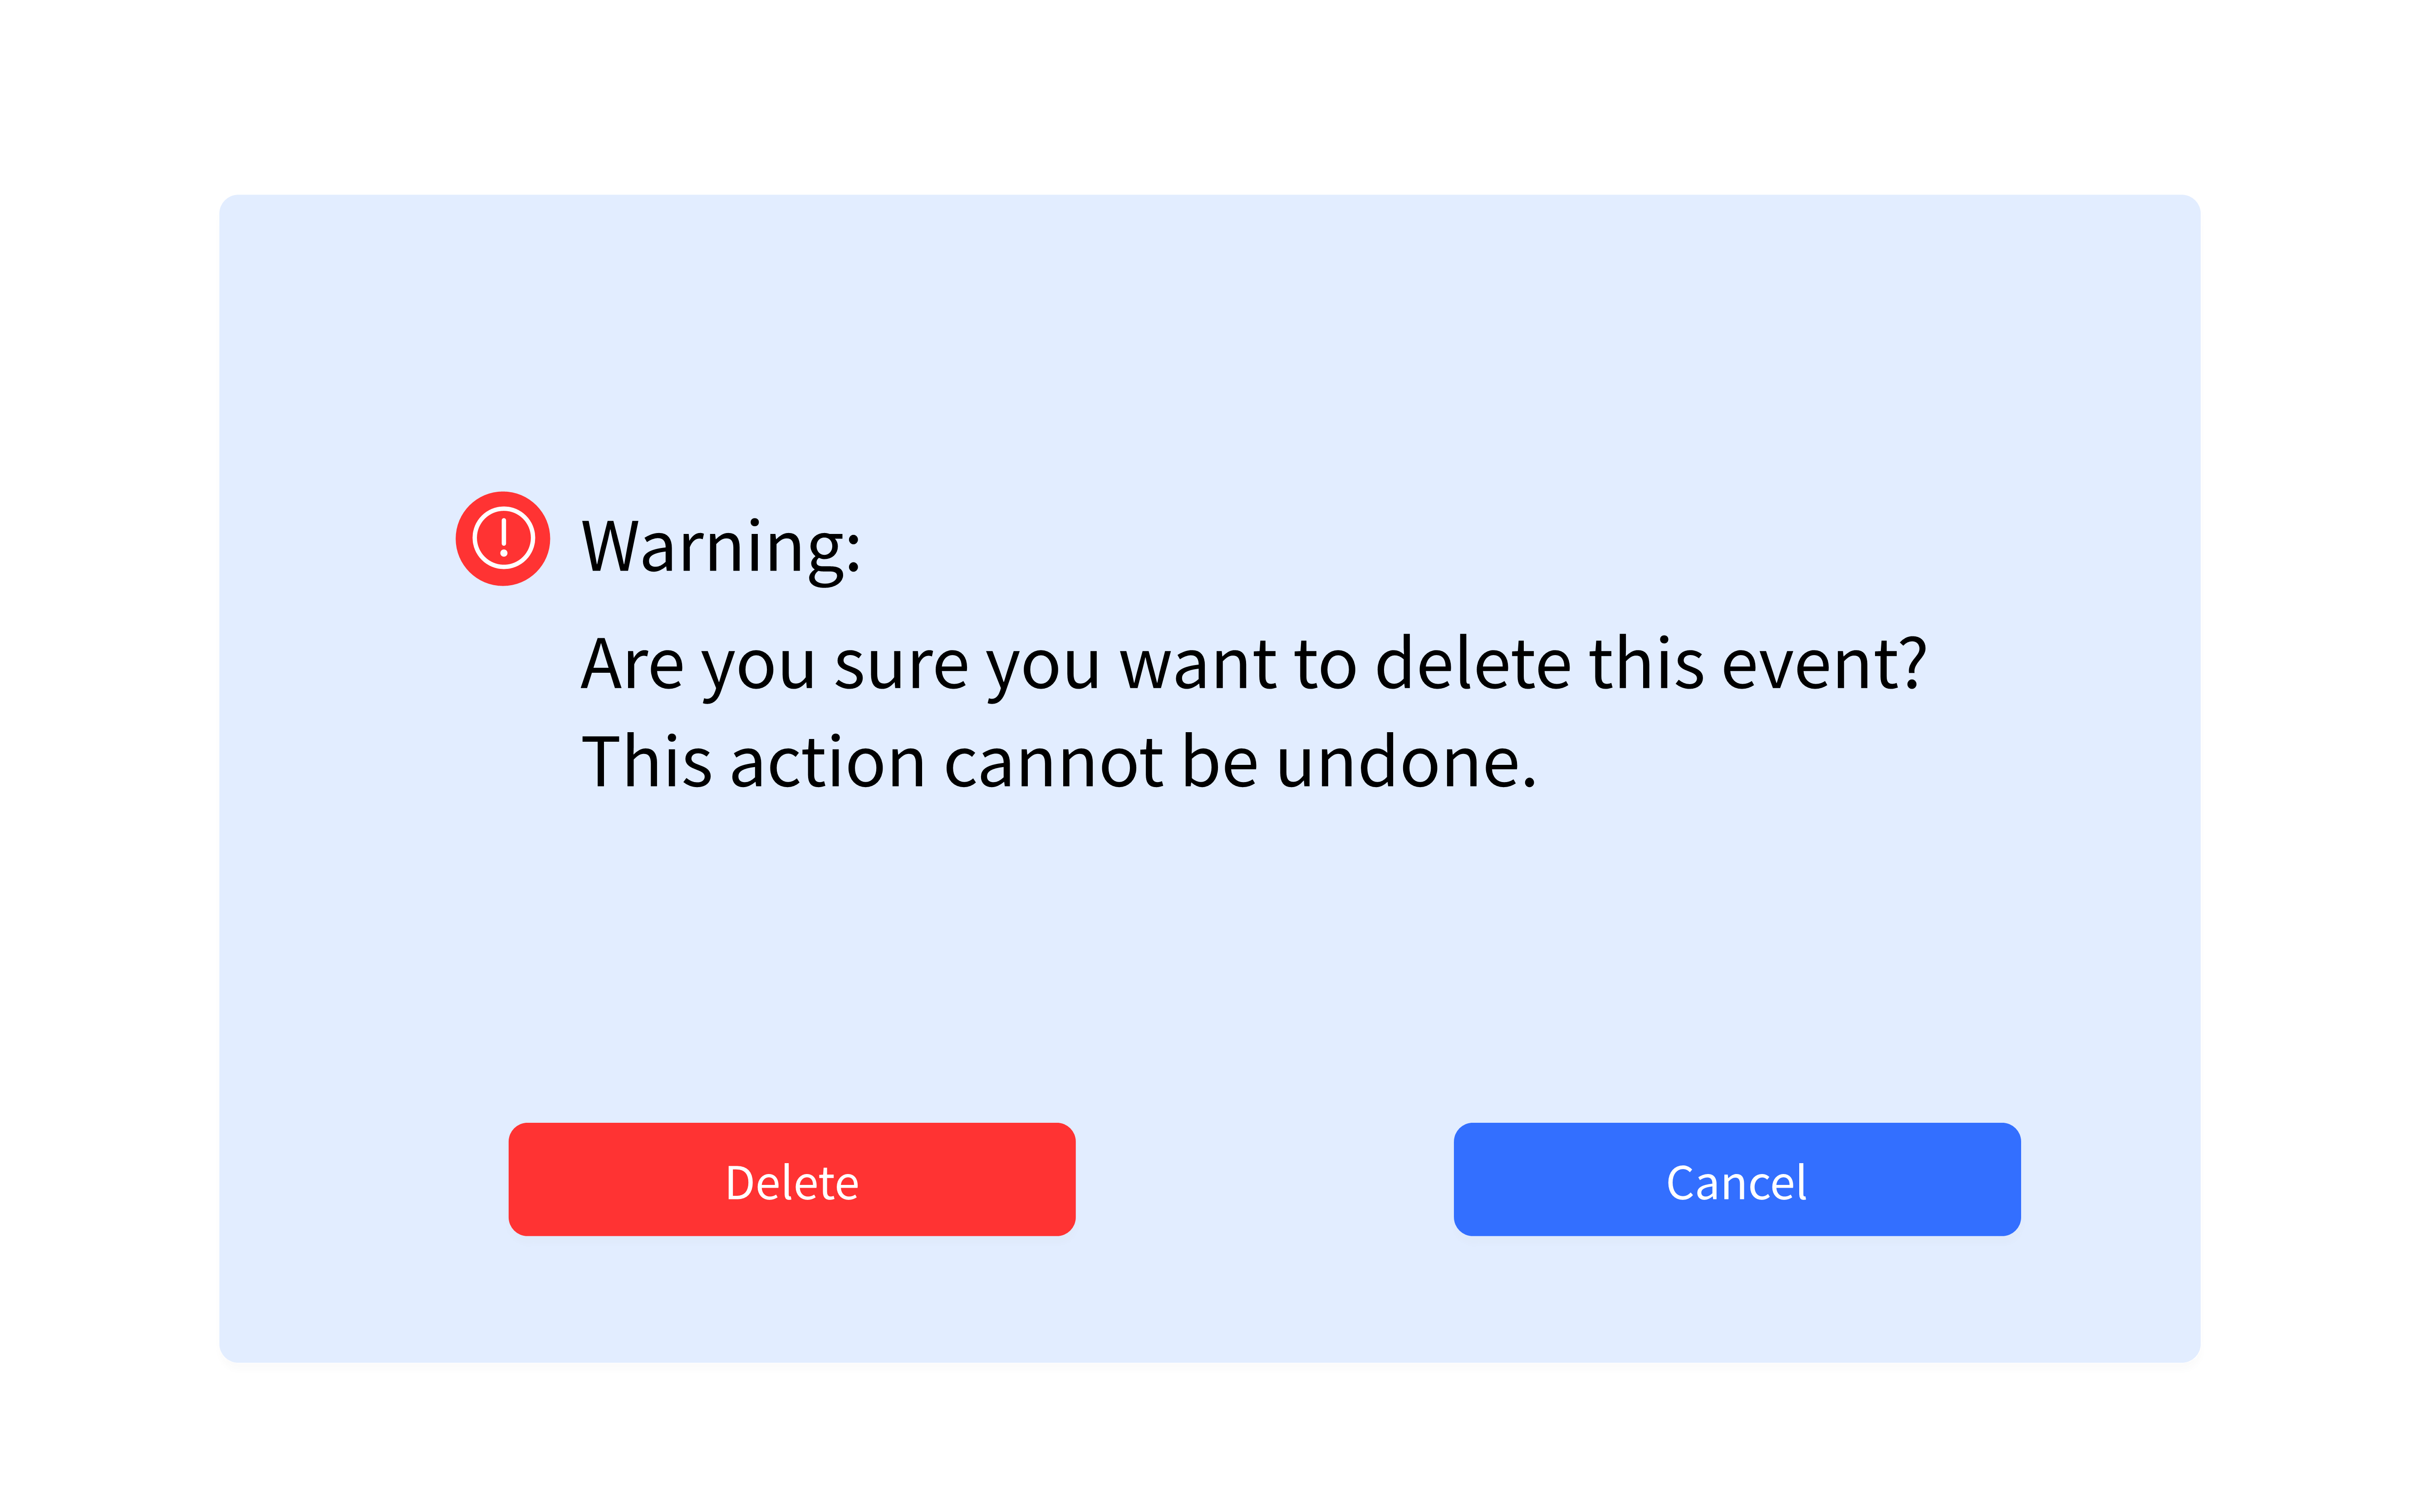 Warning:
Are you sure you want to delete this event?
This action cannot be undone.
Delete
Cancel